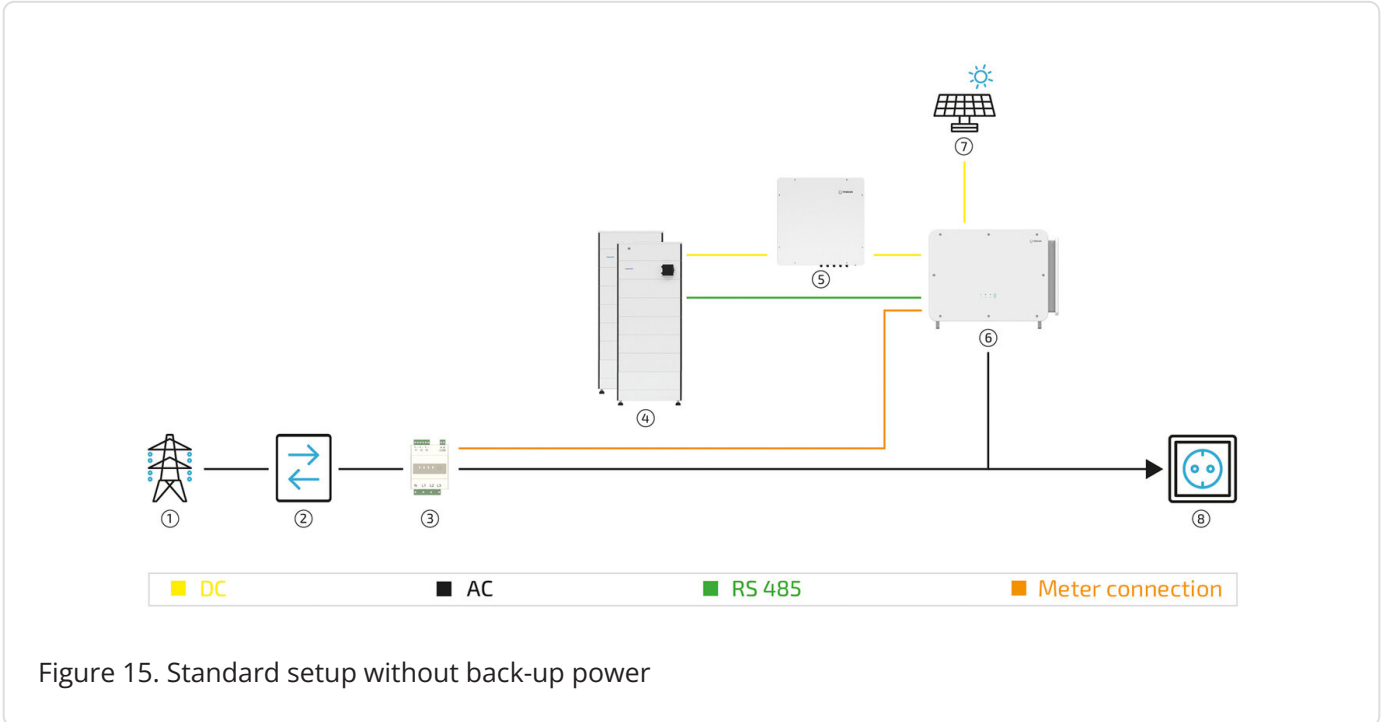 ⑦
⑤
⑥
④
① ② ③ ⑧
DC AC RS 485 Meter connection
Figure 15. Standard setup without back-up power